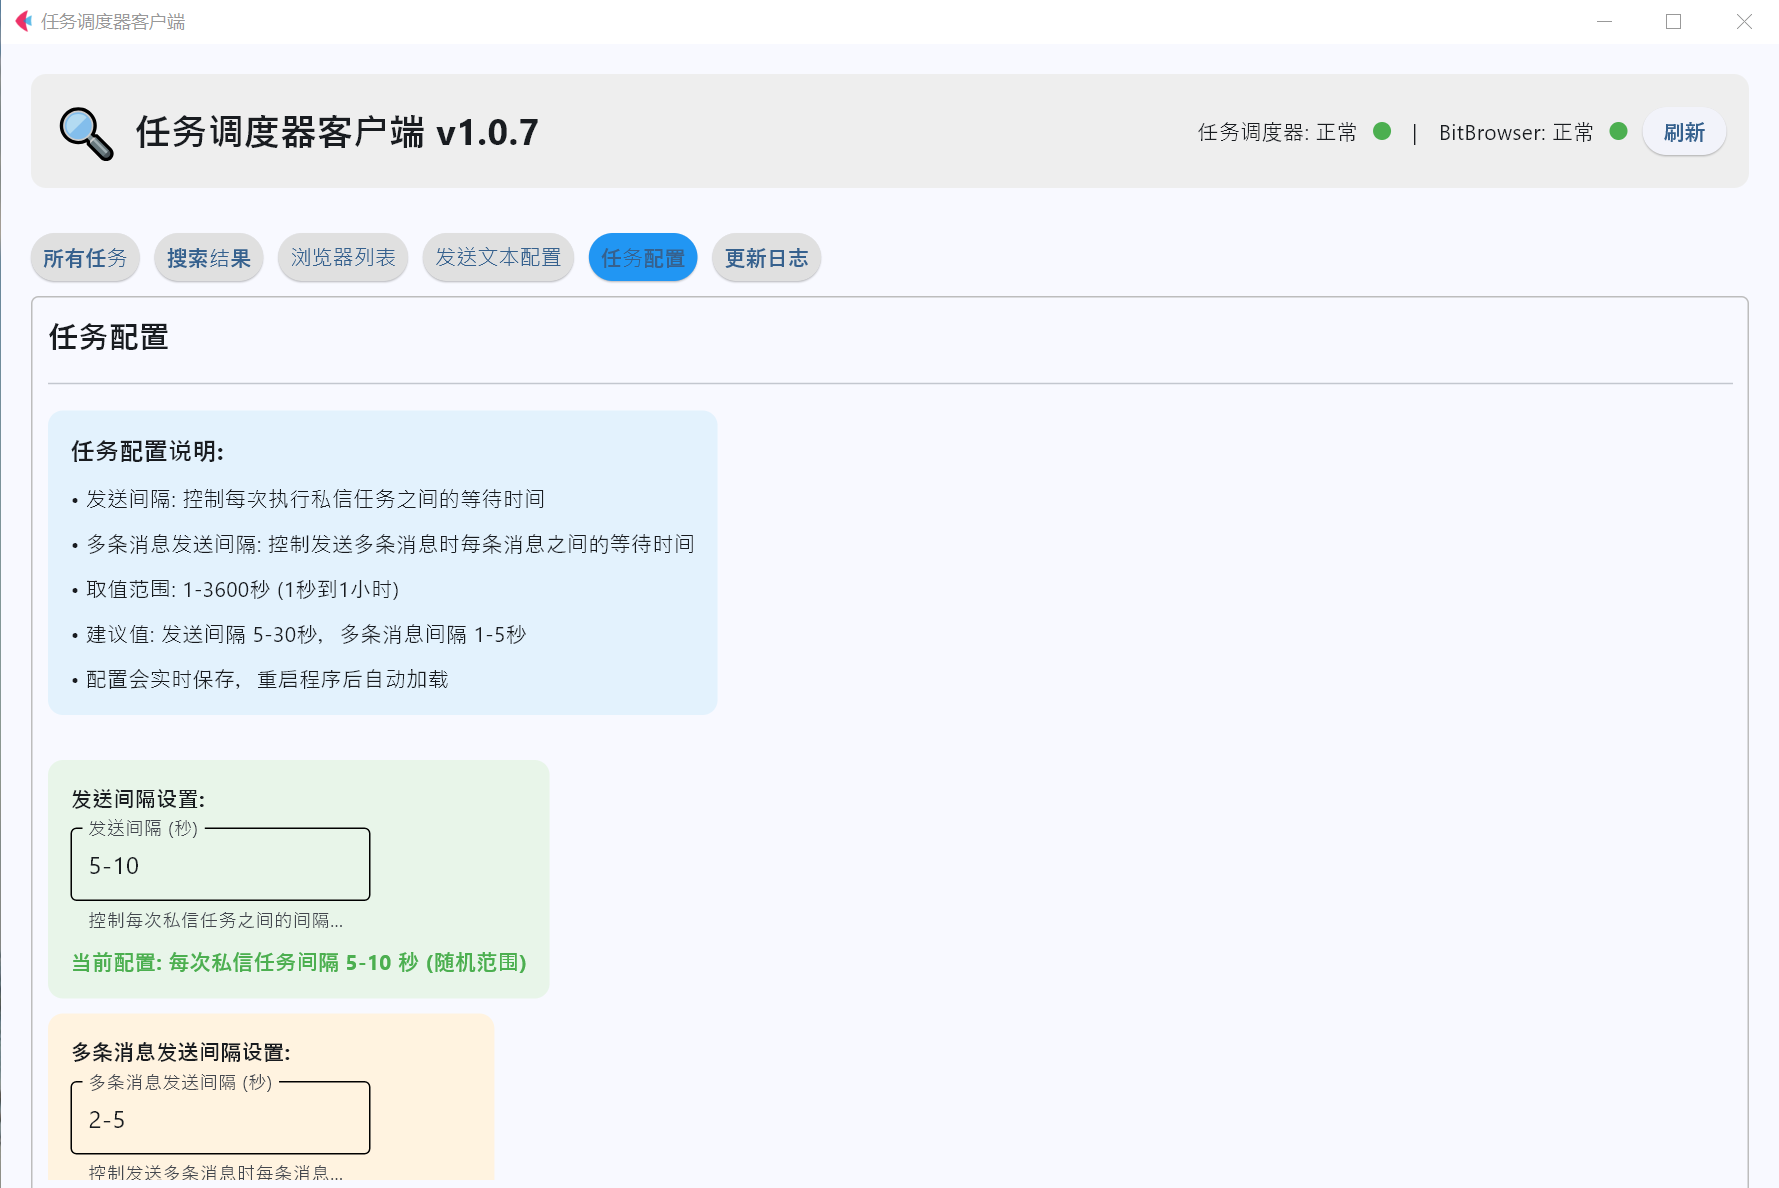 任务调度器客户端
任务调度器客户端 v1.0.7
任务调度器: 正常 | BitBrowser: 正常 刷新
所有任务 搜索结果 浏览器列表 发送文本配置 任务配置 更新日志
任务配置
任务配置说明:
• 发送间隔: 控制每次执行私信任务之间的等待时间
• 多条消息发送间隔: 控制发送多条消息时每条消息之间的等待时间
• 取值范围: 1-3600秒 (1秒到1小时)
• 建议值: 发送间隔 5-30秒, 多条消息间隔 1-5秒
• 配置会实时保存, 重启程序后自动加载
发送间隔设置:
发送间隔 (秒)
5-10
控制每次私信任务之间的间隔...
当前配置: 每次私信任务间隔 5-10 秒 (随机范围)
多条消息发送间隔设置:
多条消息发送间隔 (秒)
2-5
控制发送多条消息时每条消息...